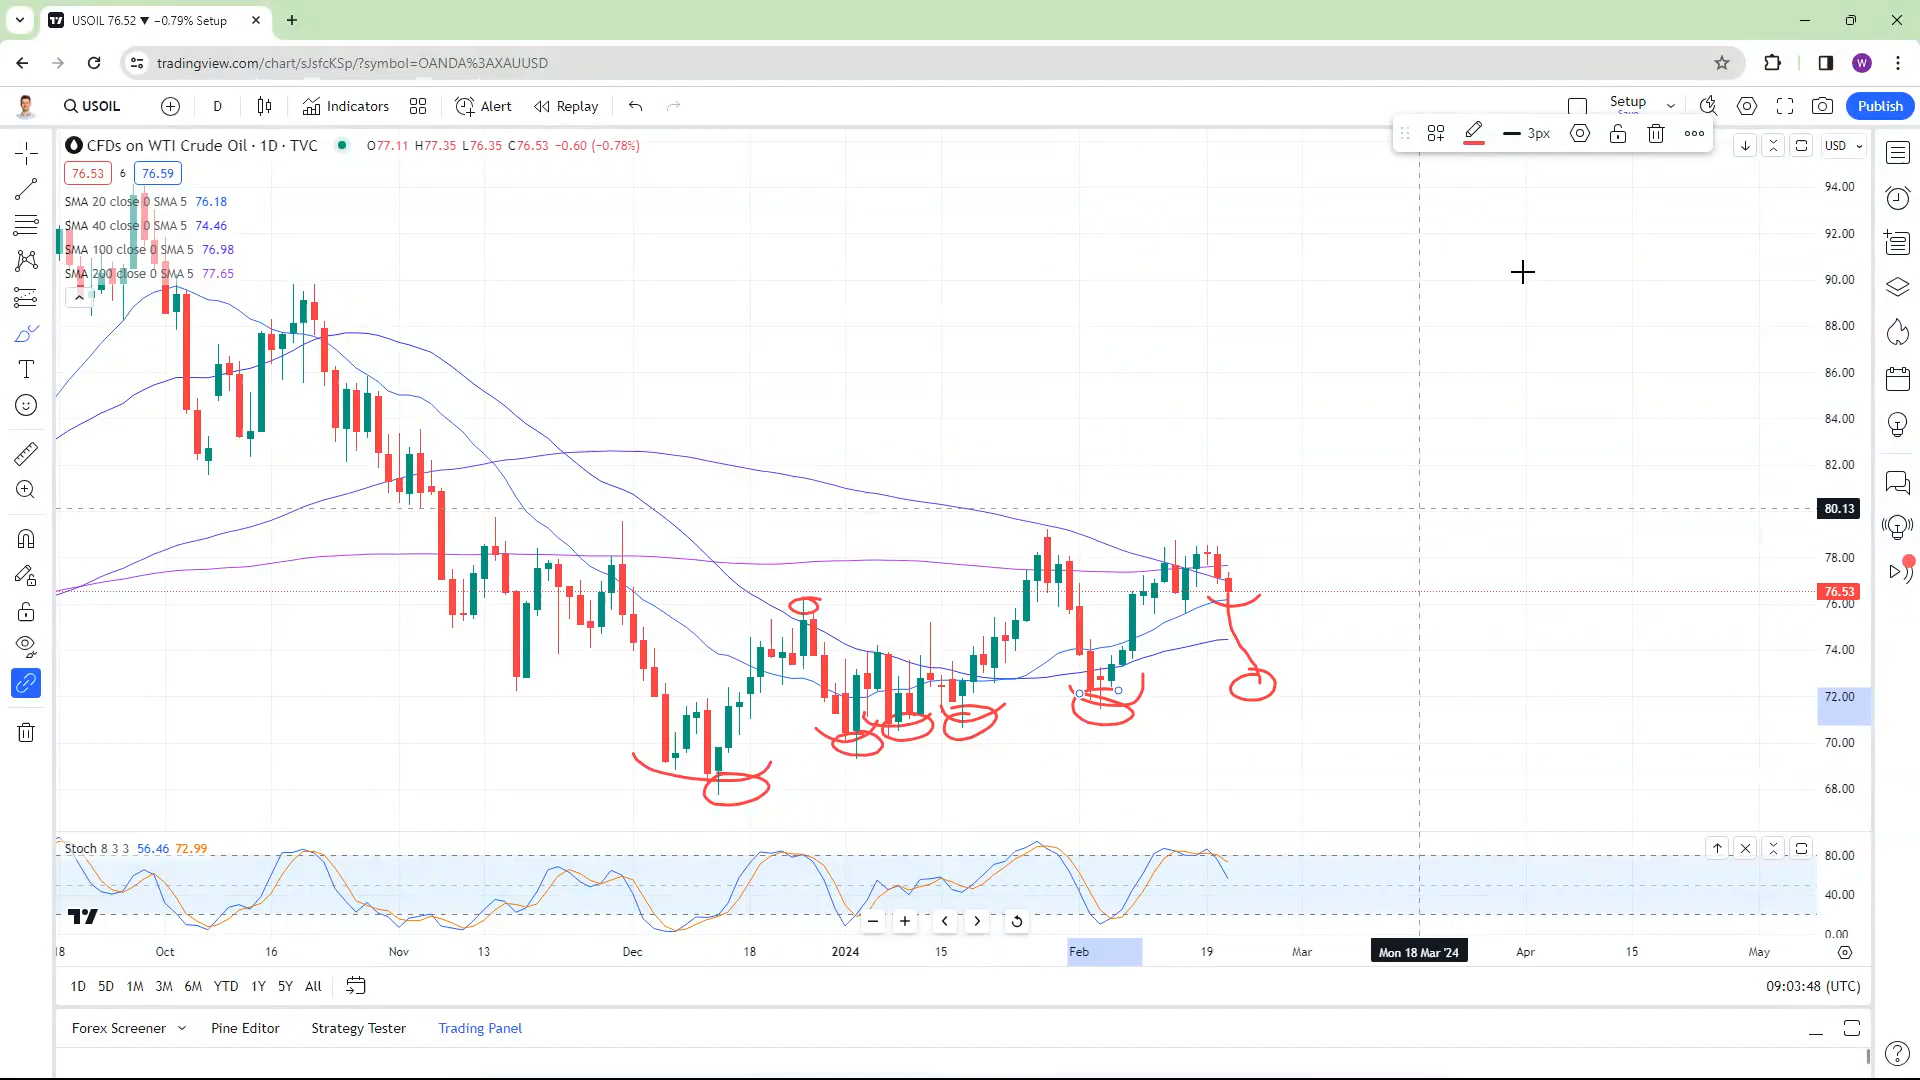 USOIL 76.52 ▼ −0.79% Setup
tradingview.com/chart/sJsfcKSp/?symbol=OANDA%3AXAUUSD
W
USOIL
D
Indicators
Alert
Replay
Setup
Save
Publish
3px
CFDs on WTI Crude Oil · 1D · TVC
O77.11 H77.35 L76.35 C76.53 −0.60 (−0.78%)
USD
76.53 6 76.59
SMA 20 close 0 SMA 5 76.18
SMA 40 close 0 SMA 5 74.46
SMA 100 close 0 SMA 5 76.98
SMA 200 close 0 SMA 5 77.65
94.00
92.00
90.00
88.00
86.00
84.00
82.00
80.13
78.00
76.53
76.00
74.00
72.00
70.00
68.00
Stoch 8 3 3 56.46 72.99
80.00
40.00
0.00
18 Oct 16 Nov 13 Dec 18 2024 15 Feb 19 Mar Mon 18 Mar '24 Apr 15 May
1D 5D 1M 3M 6M YTD 1Y 5Y All
09:03:48 (UTC)
Forex Screener Pine Editor Strategy Tester Trading Panel